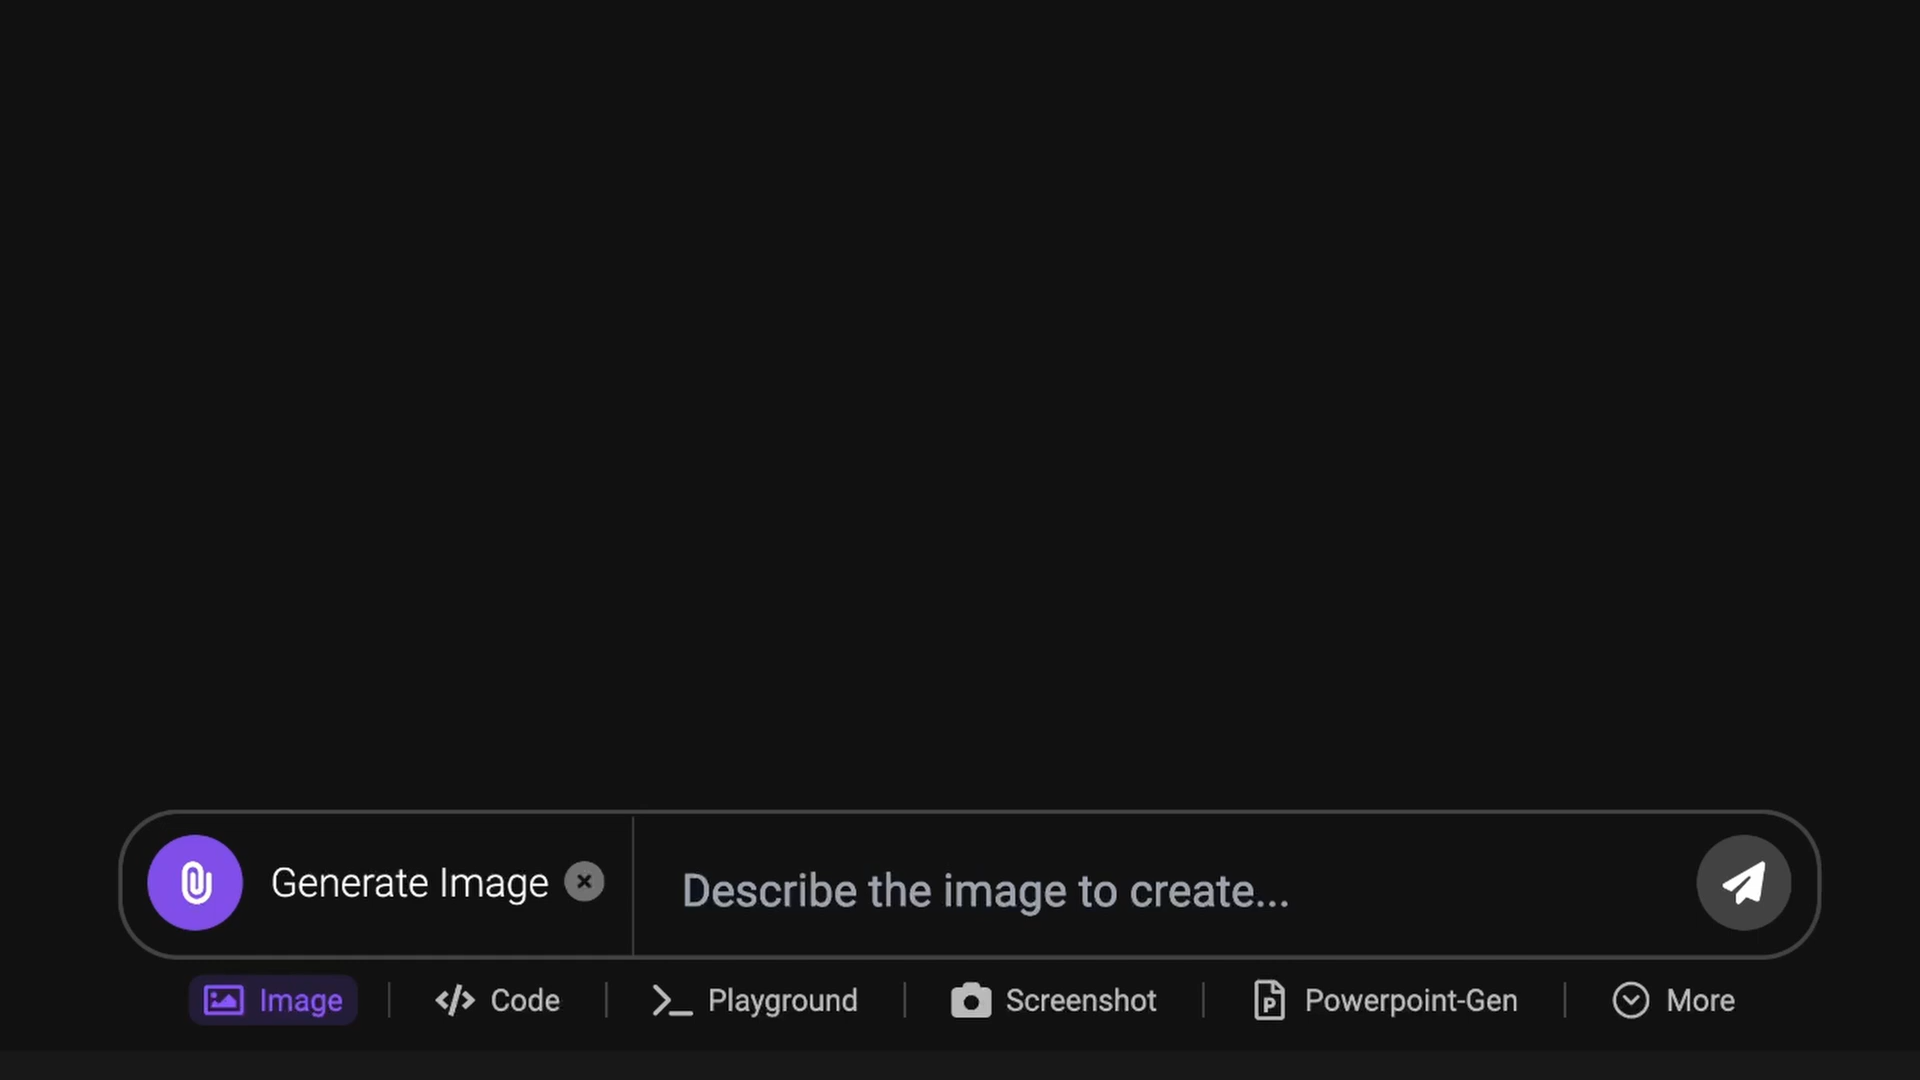 Generate Image
Describe the image to create...
Image
Code
Playground
Screenshot
Powerpoint-Gen
More